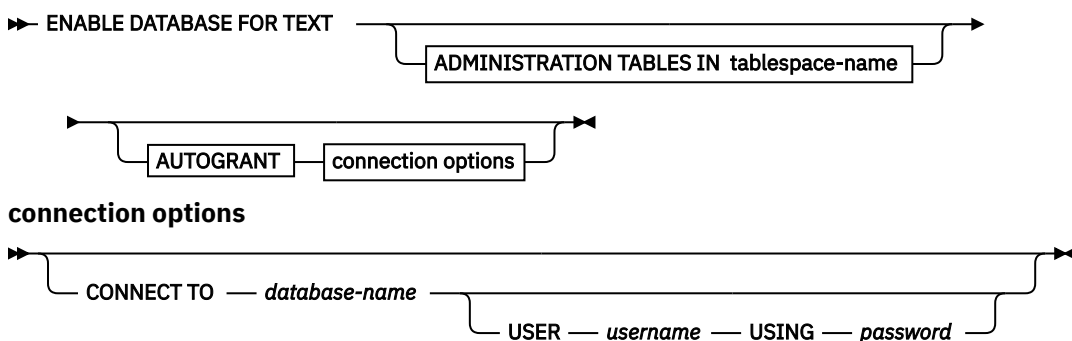 ENABLE DATABASE FOR TEXT
ADMINISTRATION TABLES IN tablespace-name
AUTOGRANT connection options
connection options
CONNECT TO database-name
USER username USING password